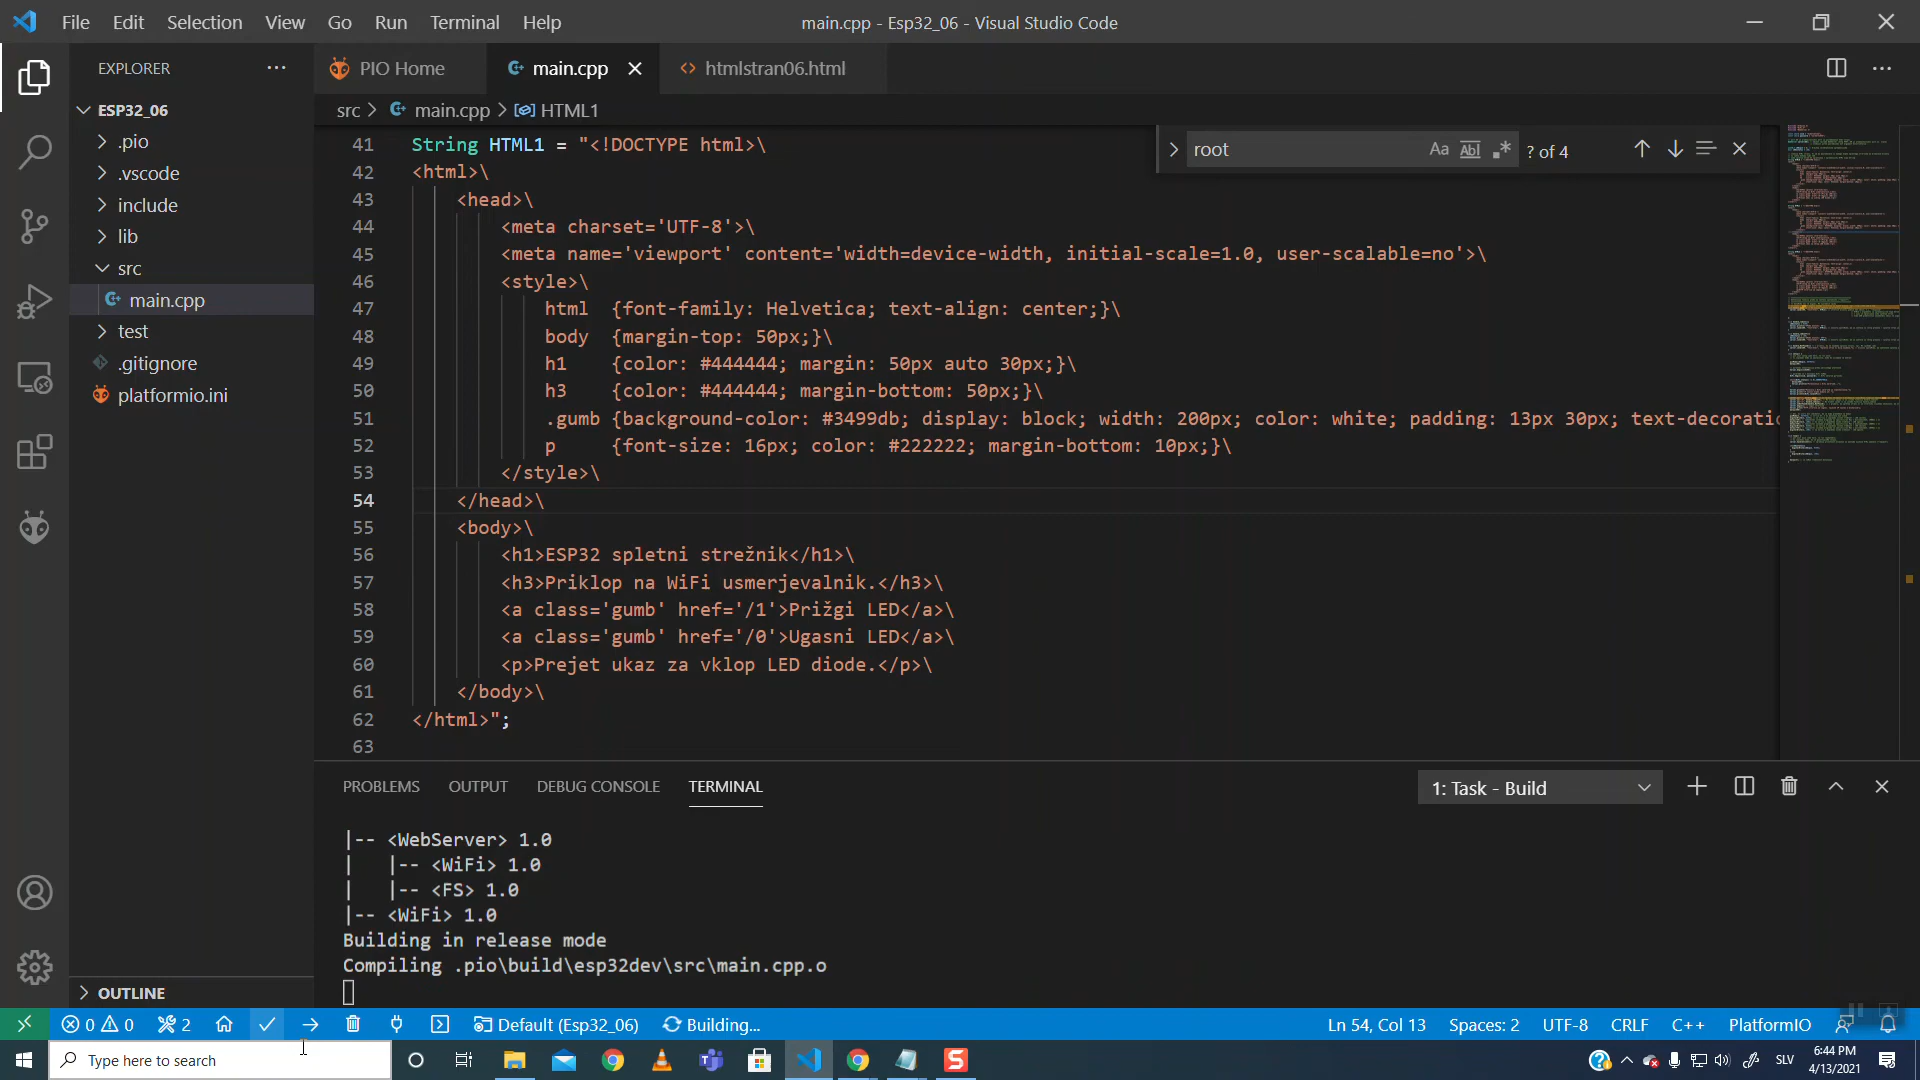 File Edit Selection View Go Run Terminal Help
main.cpp - Esp32_06 - Visual Studio Code
EXPLORER
PIO Home
main.cpp
htmlstran06.html
ESP32_06
.pio
.vscode
include
lib
src
main.cpp
test
.gitignore
platformio.ini
OUTLINE
src > main.cpp > HTML1
root
Aa Abl ? of 4
41 String HTML1 = "<!DOCTYPE html>\
42 <html>\
43 <head>\
44 <meta charset='UTF-8'>\
45 <meta name='viewport' content='width=device-width, initial-scale=1.0, user-scalable=no'>\
46 <style>\
47 html {font-family: Helvetica; text-align: center;}\
48 body {margin-top: 50px;}\
49 h1 {color: #444444; margin: 50px auto 30px;}\
50 h3 {color: #444444; margin-bottom: 50px;}\
51 .gumb {background-color: #3499db; display: block; width: 200px; color: white; padding: 13px 30px; text-decoratio
52 p {font-size: 16px; color: #222222; margin-bottom: 10px;}\
53 </style>\
54 </head>\
55 <body>\
56 <h1>ESP32 spletni strežnik</h1>\
57 <h3>Priklop na WiFi usmerjevalnik.</h3>\
58 <a class='gumb' href='/1'>Prižgi LED</a>\
59 <a class='gumb' href='/0'>Ugasni LED</a>\
60 <p>Prejet ukaz za vklop LED diode.</p>\
61 </body>\
62 </html>";
63
PROBLEMS OUTPUT DEBUG CONSOLE TERMINAL
1: Task - Build
|-- <WebServer> 1.0
| |-- <WiFi> 1.0
| |-- <FS> 1.0
|-- <WiFi> 1.0
Building in release mode
Compiling .pio\build\esp32dev\src\main.cpp.o
0 0 2 Default (Esp32_06) Building...
Ln 54, Col 13 Spaces: 2 UTF-8 CRLF C++ PlatformIO
Type here to search
SLV
6:44 PM
4/13/2021